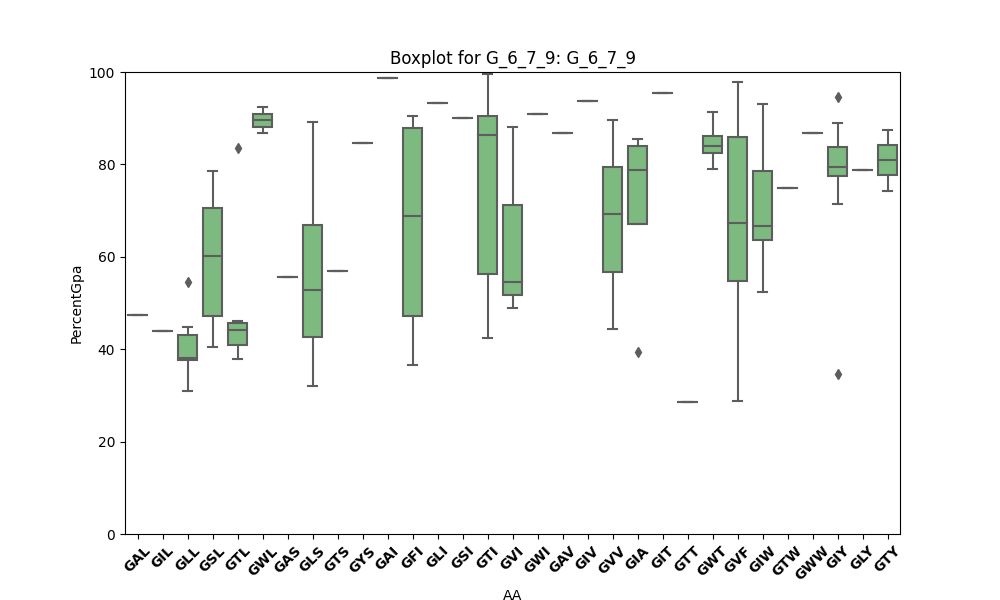 Boxplot for G_6_7_9: G_6_7_9
PercentGpa
100
80
60
40
20
0
GAL GIL GLL GSL GTL GWL GAS GLS GTS GYS GAI GFI GLI GSI GTI GVI GWI GAV GIV GVV GIA GIT GTT GWT GVF GIW GTW GWW GIY GLY GTY
AA